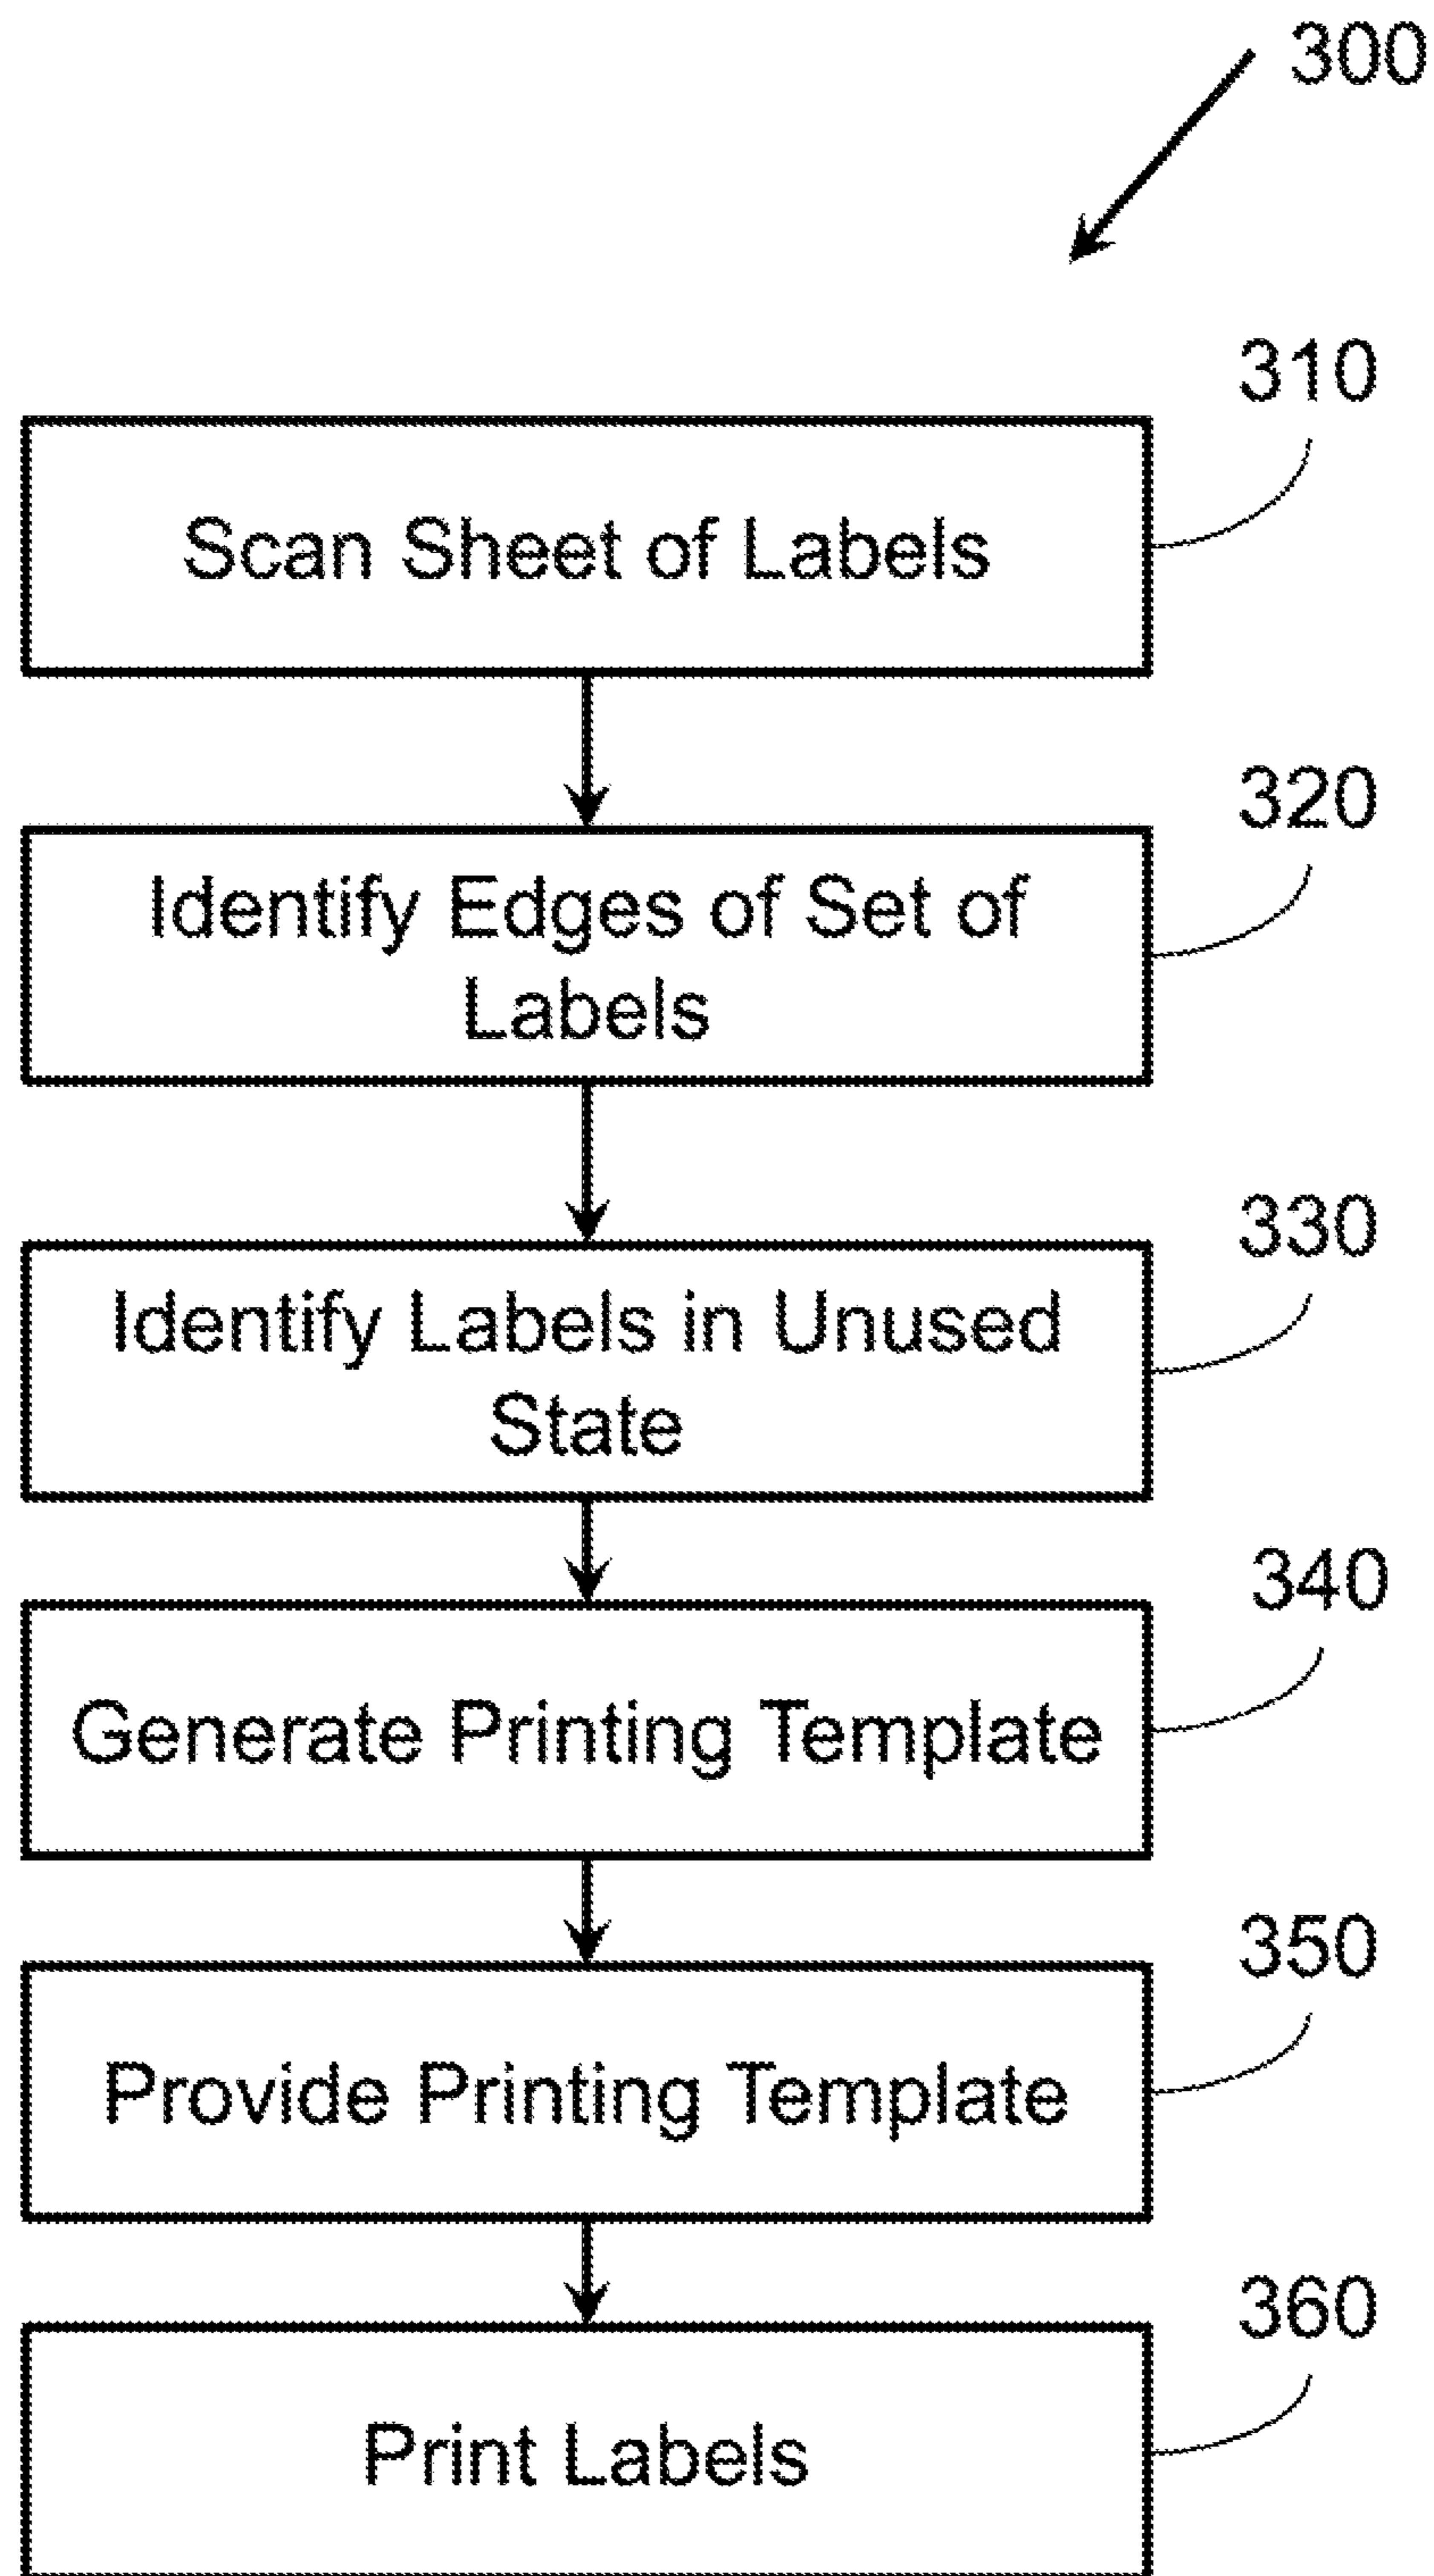 300
310
Scan Sheet of Labels
320
Identify Edges of Set of
Labels
330
Identify Labels in Unused
State
340
Generate Printing Template
350
Provide Printing Template
360
Print Labels